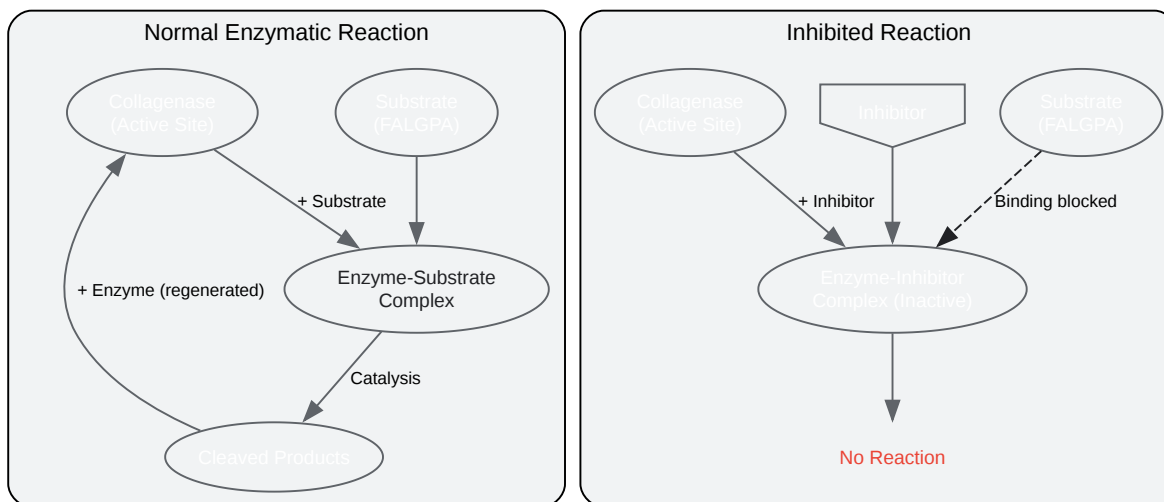 Normal Enzymatic Reaction
Collagenase
(Active Site)
Substrate
(FALGPA)
+ Substrate
Enzyme-Substrate
Complex
+ Enzyme (regenerated)
Catalysis
Cleaved Products
Inhibited Reaction
Collagenase
(Active Site)
Inhibitor
Substrate
(FALGPA)
+ Inhibitor
Binding blocked
Enzyme-Inhibitor
Complex (Inactive)
No Reaction